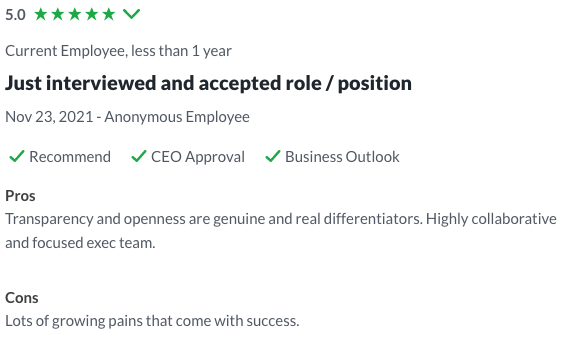 5.0
Current Employee, less than 1 year
Just interviewed and accepted role / position
Nov 23, 2021 - Anonymous Employee
Recommend CEO Approval Business Outlook
Pros
Transparency and openness are genuine and real differentiators. Highly collaborative
and focused exec team.
Cons
Lots of growing pains that come with success.